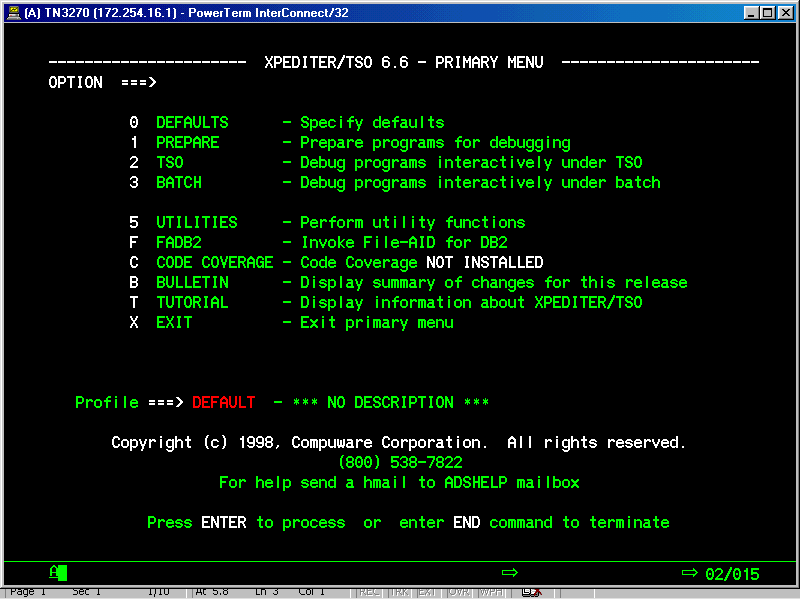 (A) TN3270 (172.254.16.1) - PowerTerm InterConnect/32
---------------------- XPEDITER/TSO 6.6 - PRIMARY MENU ----------------------
OPTION ===>
0 DEFAULTS - Specify defaults
1 PREPARE - Prepare programs for debugging
2 TSO - Debug programs interactively under TSO
3 BATCH - Debug programs interactively under batch
5 UTILITIES - Perform utility functions
F FADB2 - Invoke File-AID for DB2
C CODE COVERAGE - Code Coverage NOT INSTALLED
B BULLETIN - Display summary of changes for this release
T TUTORIAL - Display information about XPEDITER/TSO
X EXIT - Exit primary menu
Profile ===> DEFAULT - *** NO DESCRIPTION ***
Copyright (c) 1998, Compuware Corporation. All rights reserved.
(800) 538-7822
For help send a hmail to ADSHELP mailbox
Press ENTER to process or enter END command to terminate
A ⇨ ⇨ 02/015
Page 1 Sec 1 1/10 At 5.8 Ln 3 Col 1 REC TRK EXT OVR WPH